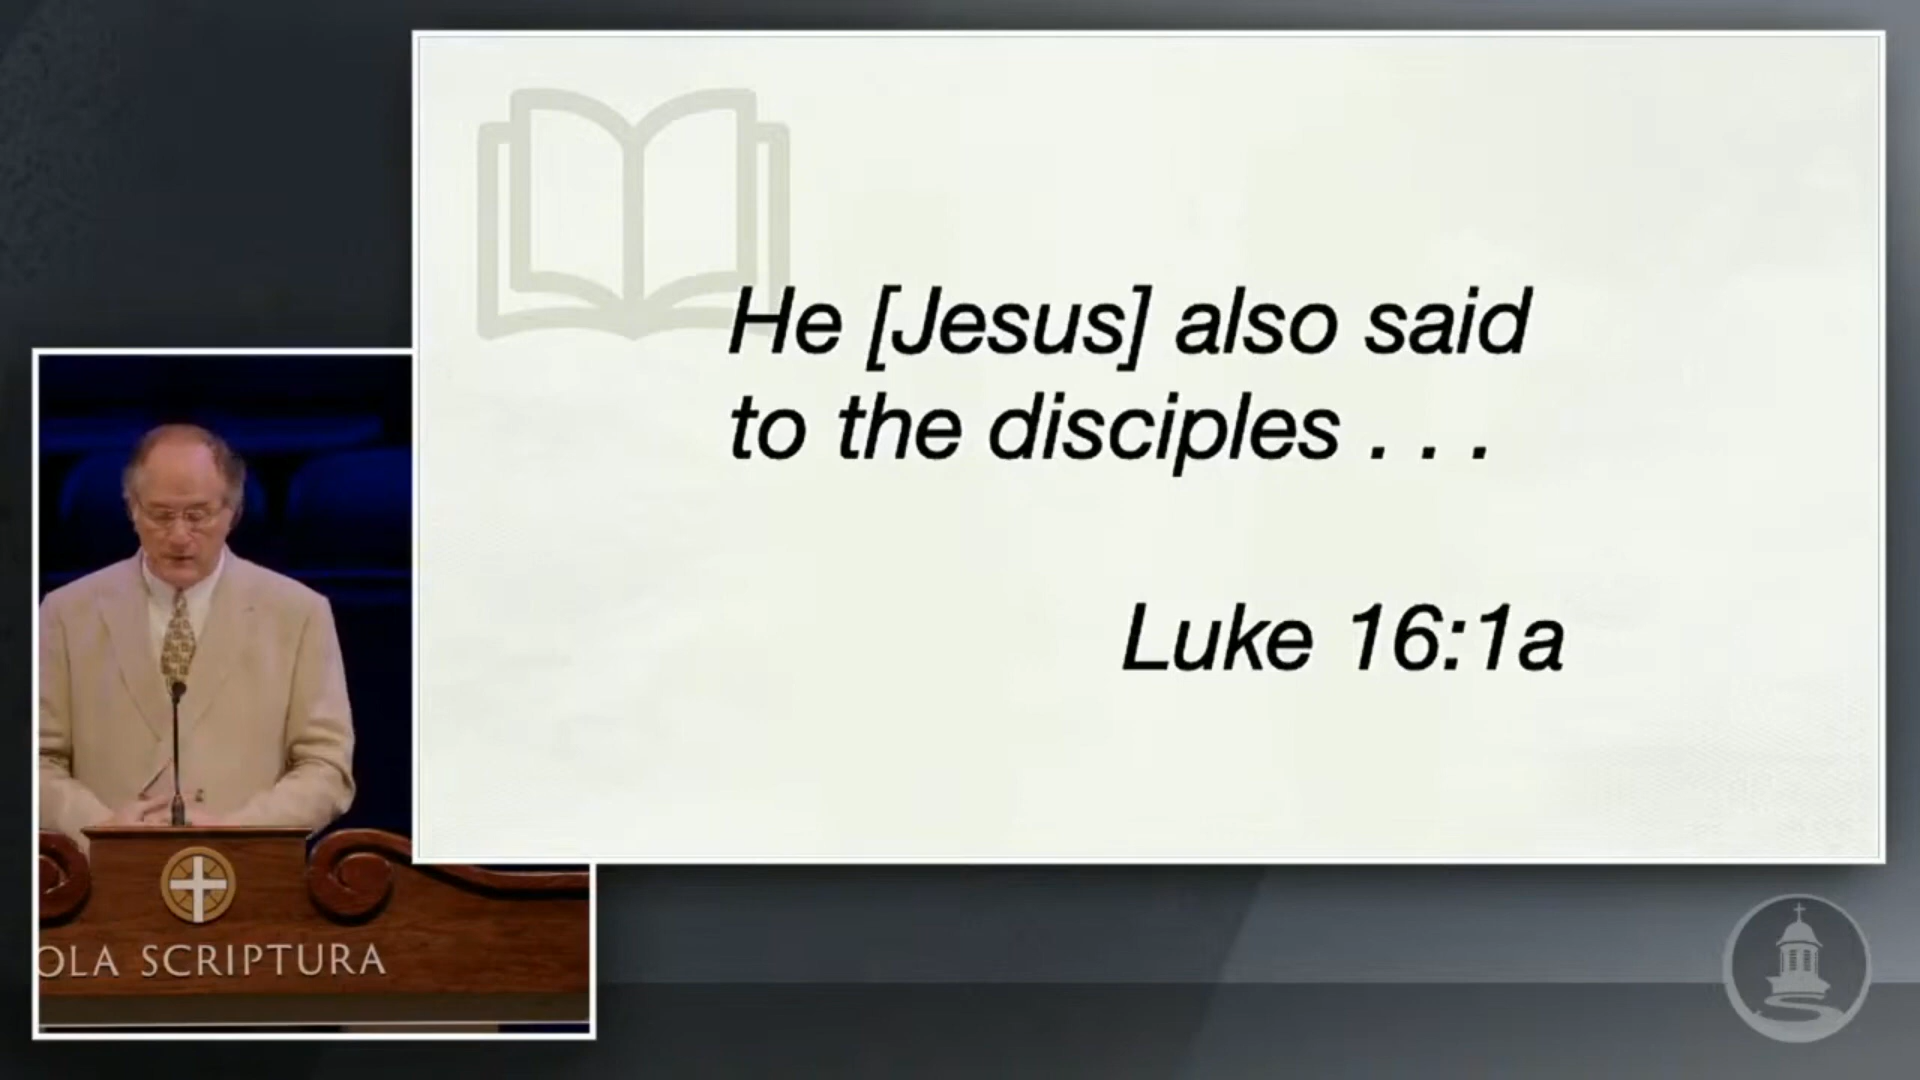 He [Jesus] also said
to the disciples . . .
Luke 16:1a
OLA SCRIPTURA